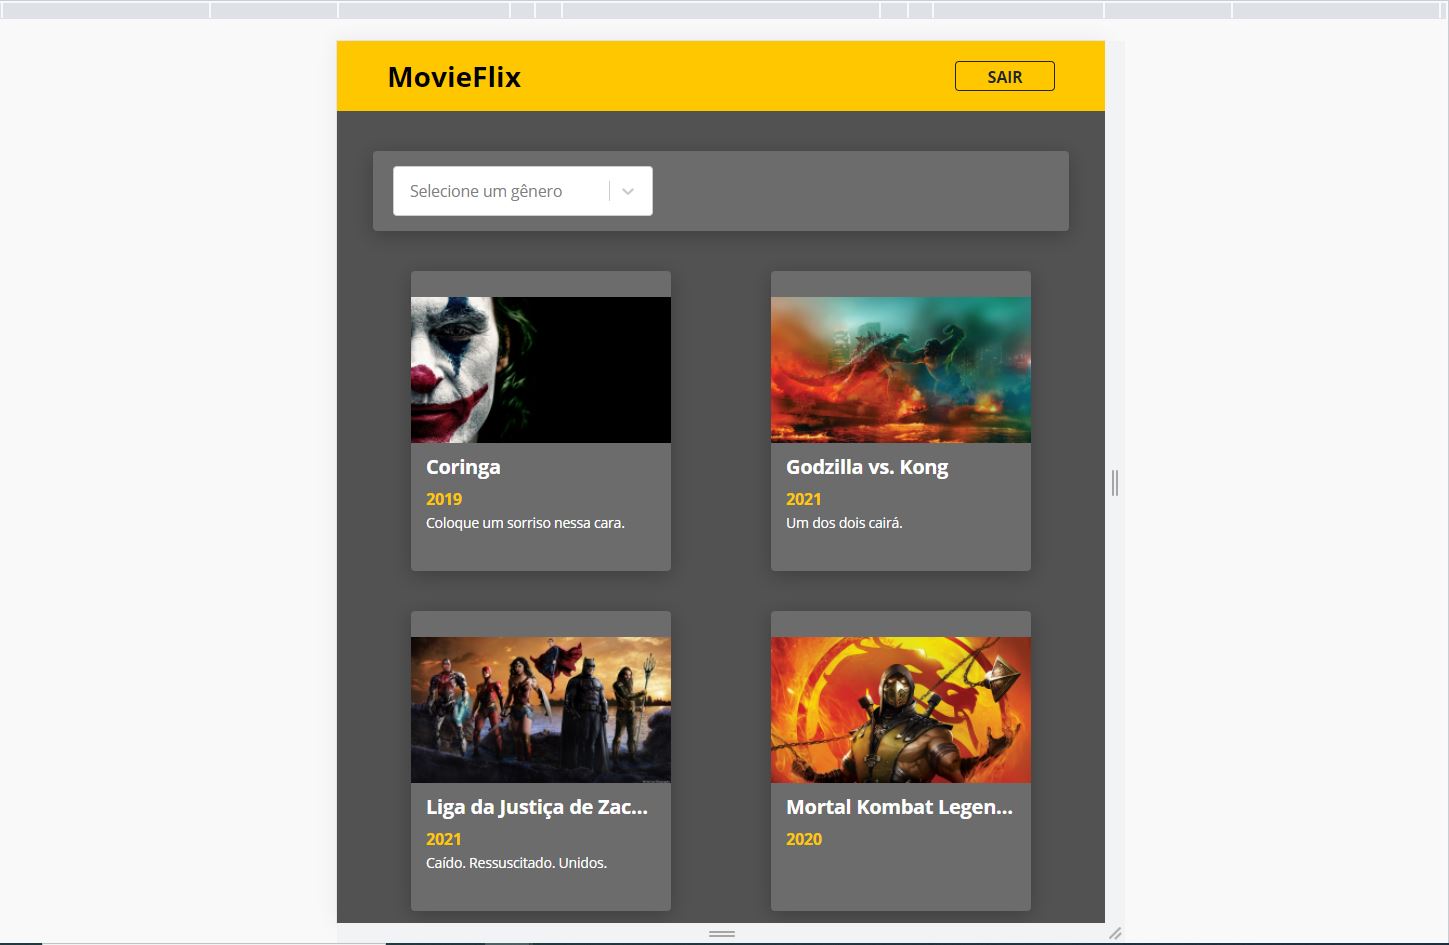 MovieFlix
SAIR
Selecione um gênero
Coringa
2019
Coloque um sorriso nessa cara.
Godzilla vs. Kong
2021
Um dos dois cairá.
Liga da Justiça de Zac...
2021
Caído. Ressuscitado. Unidos.
Mortal Kombat Legen...
2020